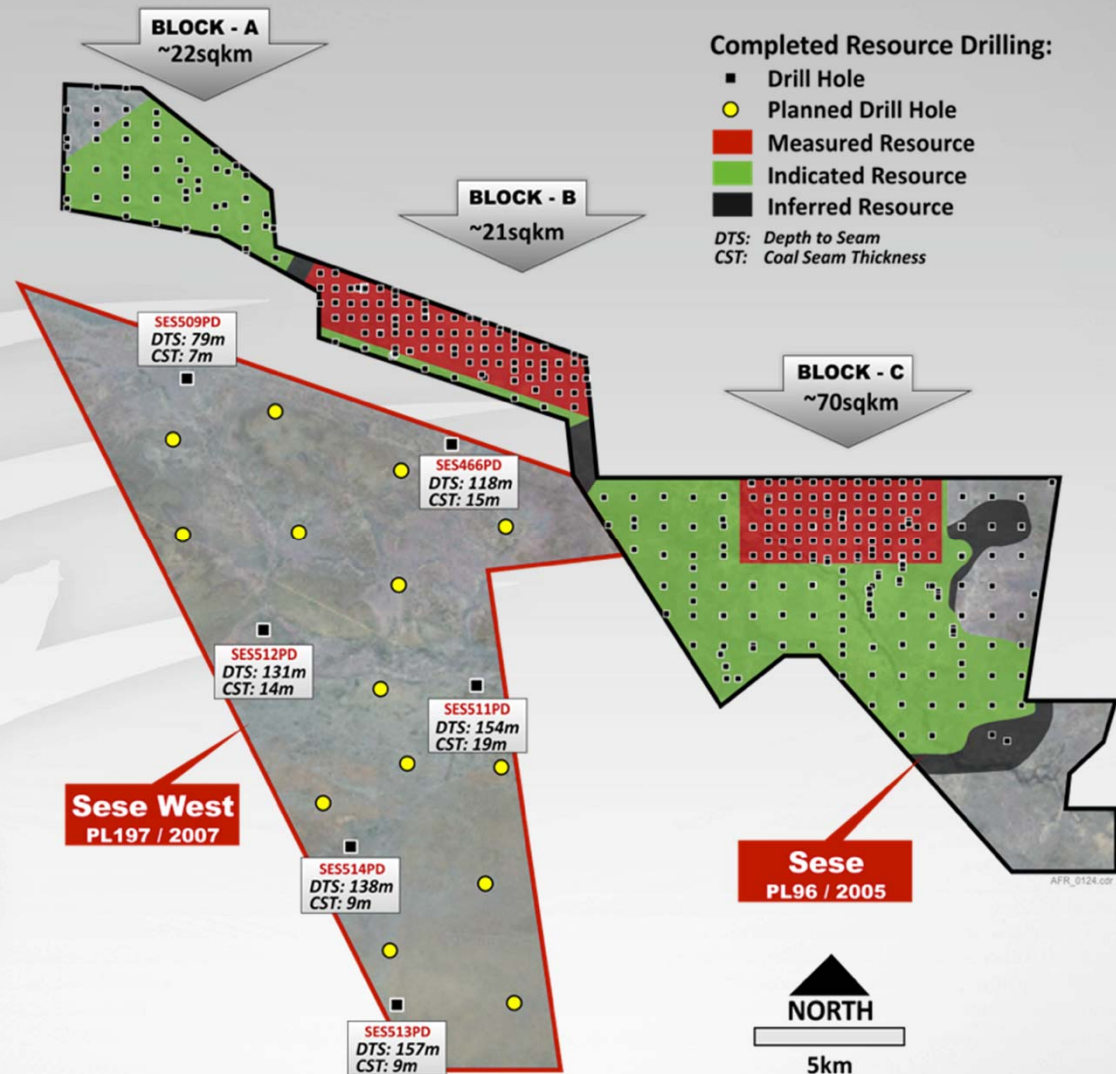 BLOCK - A
~22sqkm
Completed Resource Drilling:
Drill Hole
Planned Drill Hole
Measured Resource
Indicated Resource
Inferred Resource
DTS: Depth to Seam
CST: Coal Seam Thickness
BLOCK - B
~21sqkm
SES509PD
DTS: 79m
CST: 7m
BLOCK - C
~70sqkm
SES466PD
DTS: 118m
CST: 15m
SES512PD
DTS: 131m
CST: 14m
SES511PD
DTS: 154m
CST: 19m
Sese West
PL197 / 2007
SES514PD
DTS: 138m
CST: 9m
Sese
PL96 / 2005
AFR_0124.cdr
SES513PD
DTS: 157m
CST: 9m
NORTH
5km